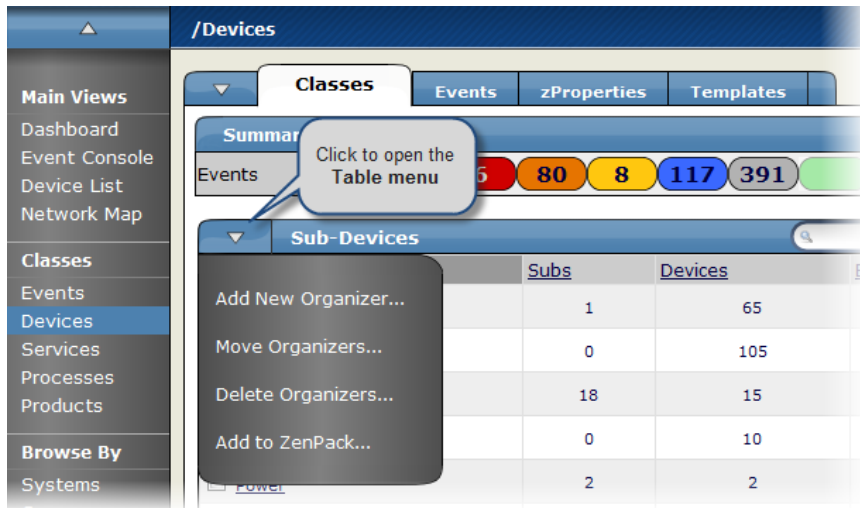 /Devices
Main Views
Dashboard
Event Console
Device List
Network Map
Classes
Events
Devices
Services
Processes
Products
Browse By
Systems
Classes
Events
zProperties
Templates
Click to open the
Table menu
Events
80
8
117
391
Sub-Devices
Subs
Devices
Add New Organizer...
Move Organizers...
Delete Organizers...
Add to ZenPack...
1
65
0
105
18
15
0
10
Power
2
2